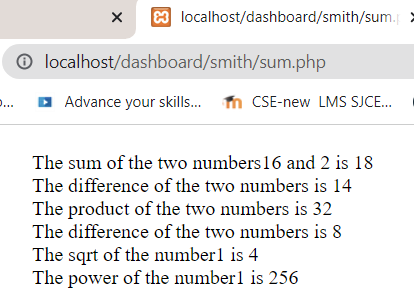 localhost/dashboard/smith/sum.p
localhost/dashboard/smith/sum.php
Advance your skills...
CSE-new LMS SJCE...
The sum of the two numbers16 and 2 is 18
The difference of the two numbers is 14
The product of the two numbers is 32
The difference of the two numbers is 8
The sqrt of the number1 is 4
The power of the number1 is 256